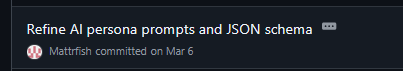 Refine AI persona prompts and JSON schema
Mattrfish committed on Mar 6